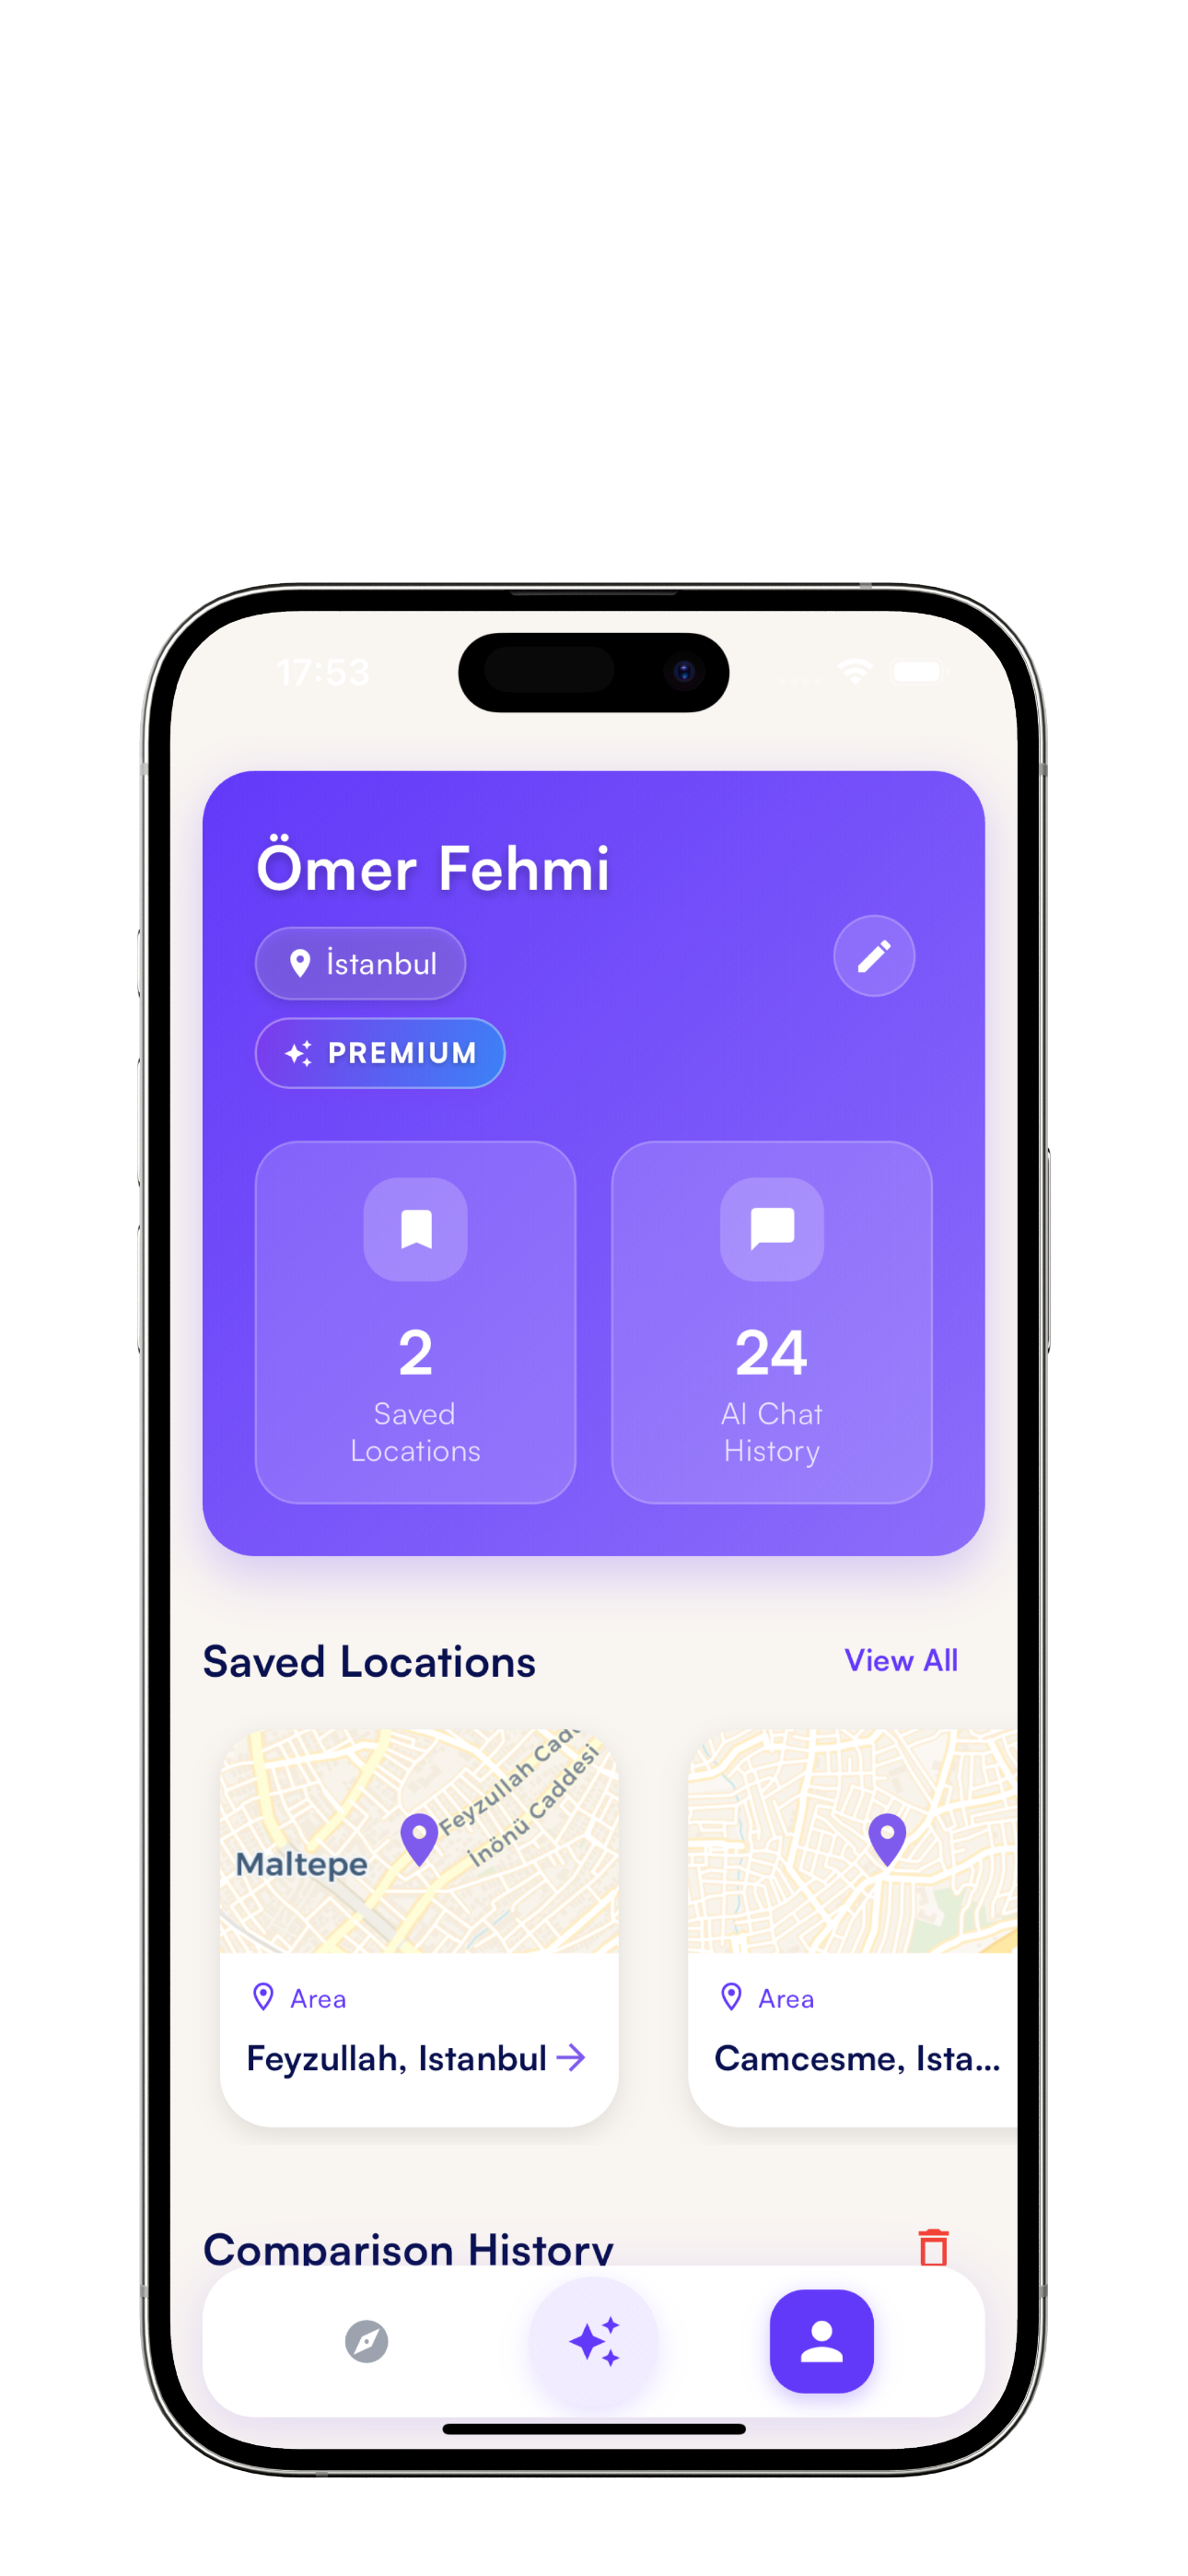 17:53
Ömer Fehmi
İstanbul
PREMIUM
2
Saved
Locations
24
AI Chat
History
Saved Locations
View All
Feyzullah Cad
İnönü Caddesi
Maltepe
Area
Feyzullah, Istanbul
Area
Camcesme, Ista...
Comparison History